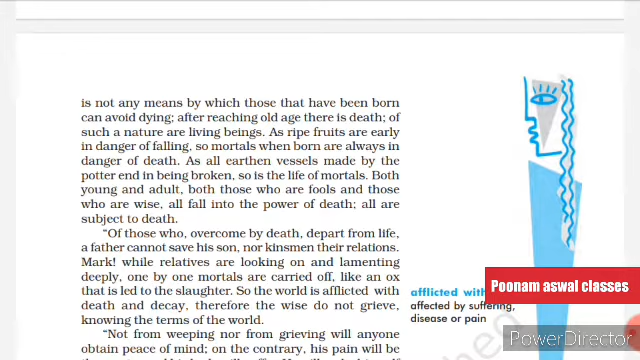 is not any means by which those that have been born
can avoid dying; after reaching old age there is death; of
such a nature are living beings. As ripe fruits are early
in danger of falling, so mortals when born are always in
danger of death. As all earthen vessels made by the
potter end in being broken, so is the life of mortals. Both
young and adult, both those who are fools and those
who are wise, all fall into the power of death; all are
subject to death.
“Of those who, overcome by death, depart from life,
a father cannot save his son, nor kinsmen their relations.
Mark! while relatives are looking on and lamenting
deeply, one by one mortals are carried off, like an ox
that is led to the slaughter. So the world is afflicted with
death and decay, therefore the wise do not grieve,
knowing the terms of the world.
“Not from weeping nor from grieving will anyone
obtain peace of mind; on the contrary, his pain will be
afflicted with
affected by suffering,
disease or pain
Poonam aswal classes
PowerDirector